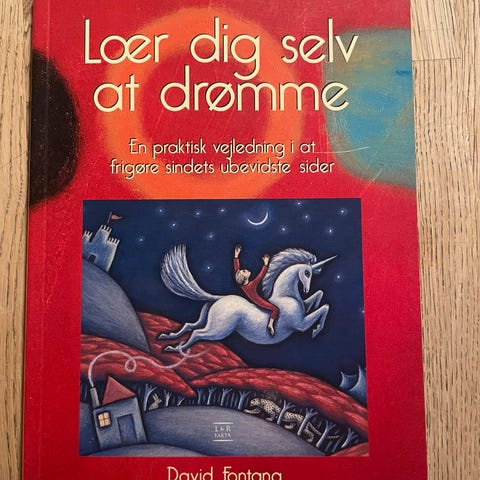 Lær dig selv
at drømme
En praktisk vejledning i at
frigøre sindets ubevidste sider
L & R
FAKTA
David Fontana